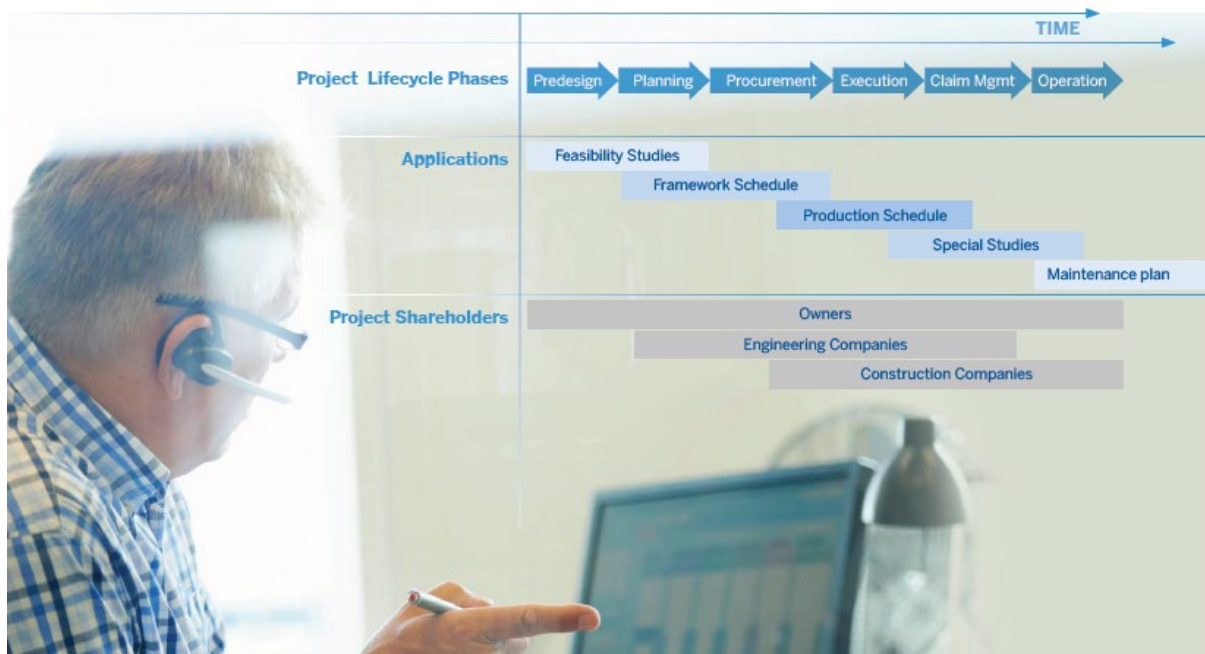 TIME
Project Lifecycle Phases
Predesign
Planning
Procurement
Execution
Claim Mgmt
Operation
Applications
Feasibility Studies
Framework Schedule
Production Schedule
Special Studies
Maintenance plan
Project Shareholders
Owners
Engineering Companies
Construction Companies